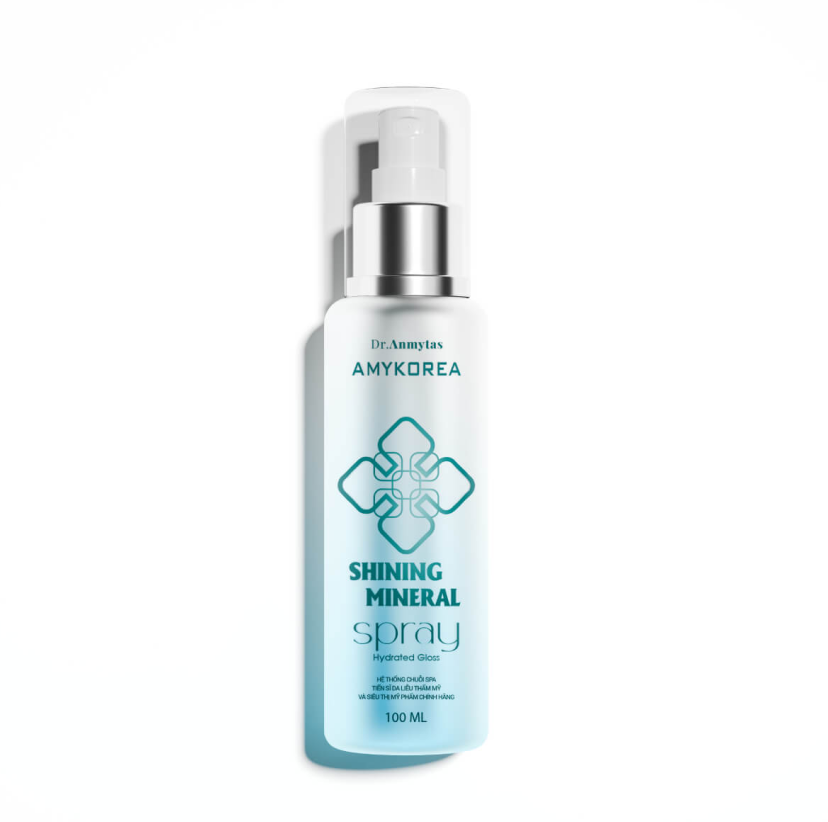 Dr.Anmytas
AMYKOREA
SHINING
MINERAL
spray
Hydrated Gloss
HỆ THỐNG CHUỖI SPA
TIẾN SĨ DA LIỄU THẨM MỸ
VÀ SIÊU THỊ MỸ PHẨM CHÍNH HÃNG
100 ML